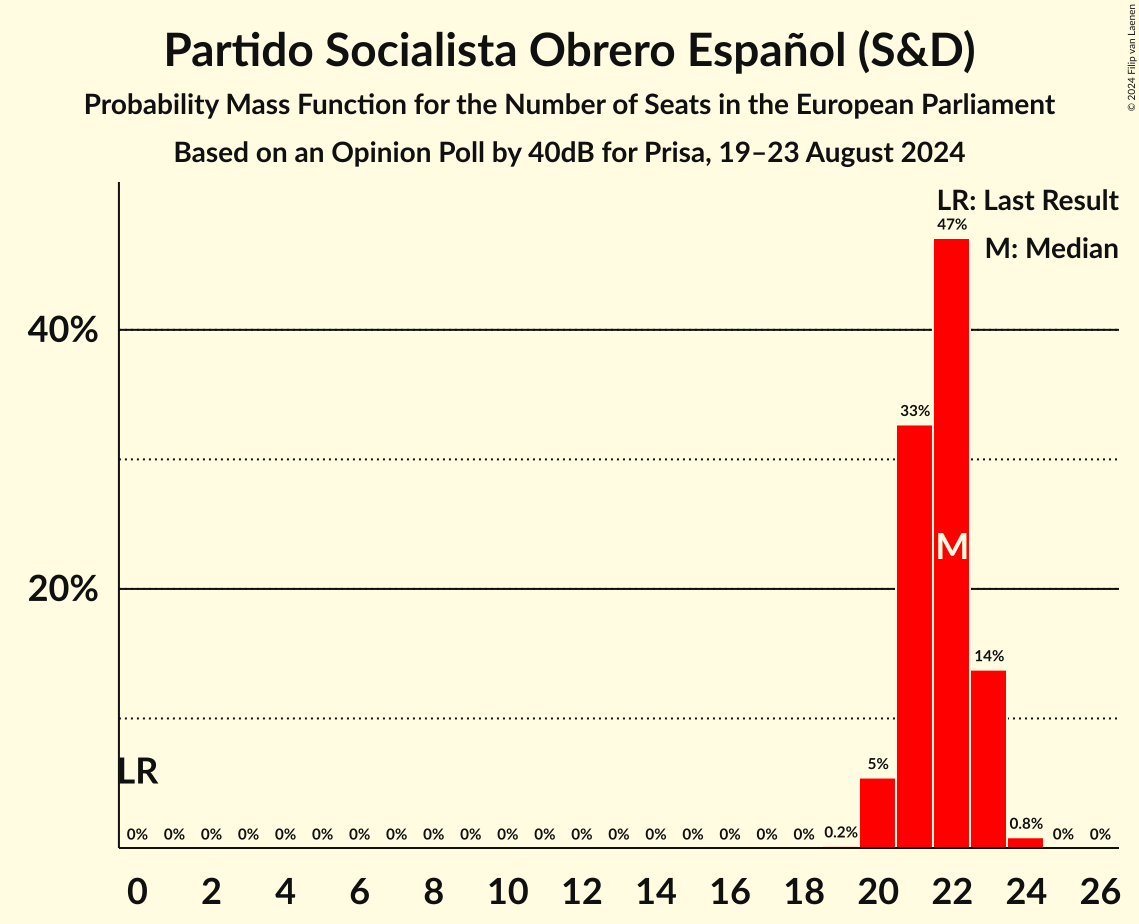 Partido Socialista Obrero Español (S&D)
Probability Mass Function for the Number of Seats in the European Parliament
Based on an Opinion Poll by 40dB for Prisa, 19–23 August 2024
© 2024 Filip van Laenen
LR: Last Result
M: Median
40%
20%
47%
33%
M
14%
LR
5%
0% 0% 0% 0% 0% 0% 0% 0% 0% 0% 0% 0% 0% 0% 0% 0% 0% 0% 0% 0.2% 0.8% 0% 0%
0 2 4 6 8 10 12 14 16 18 20 22 24 26